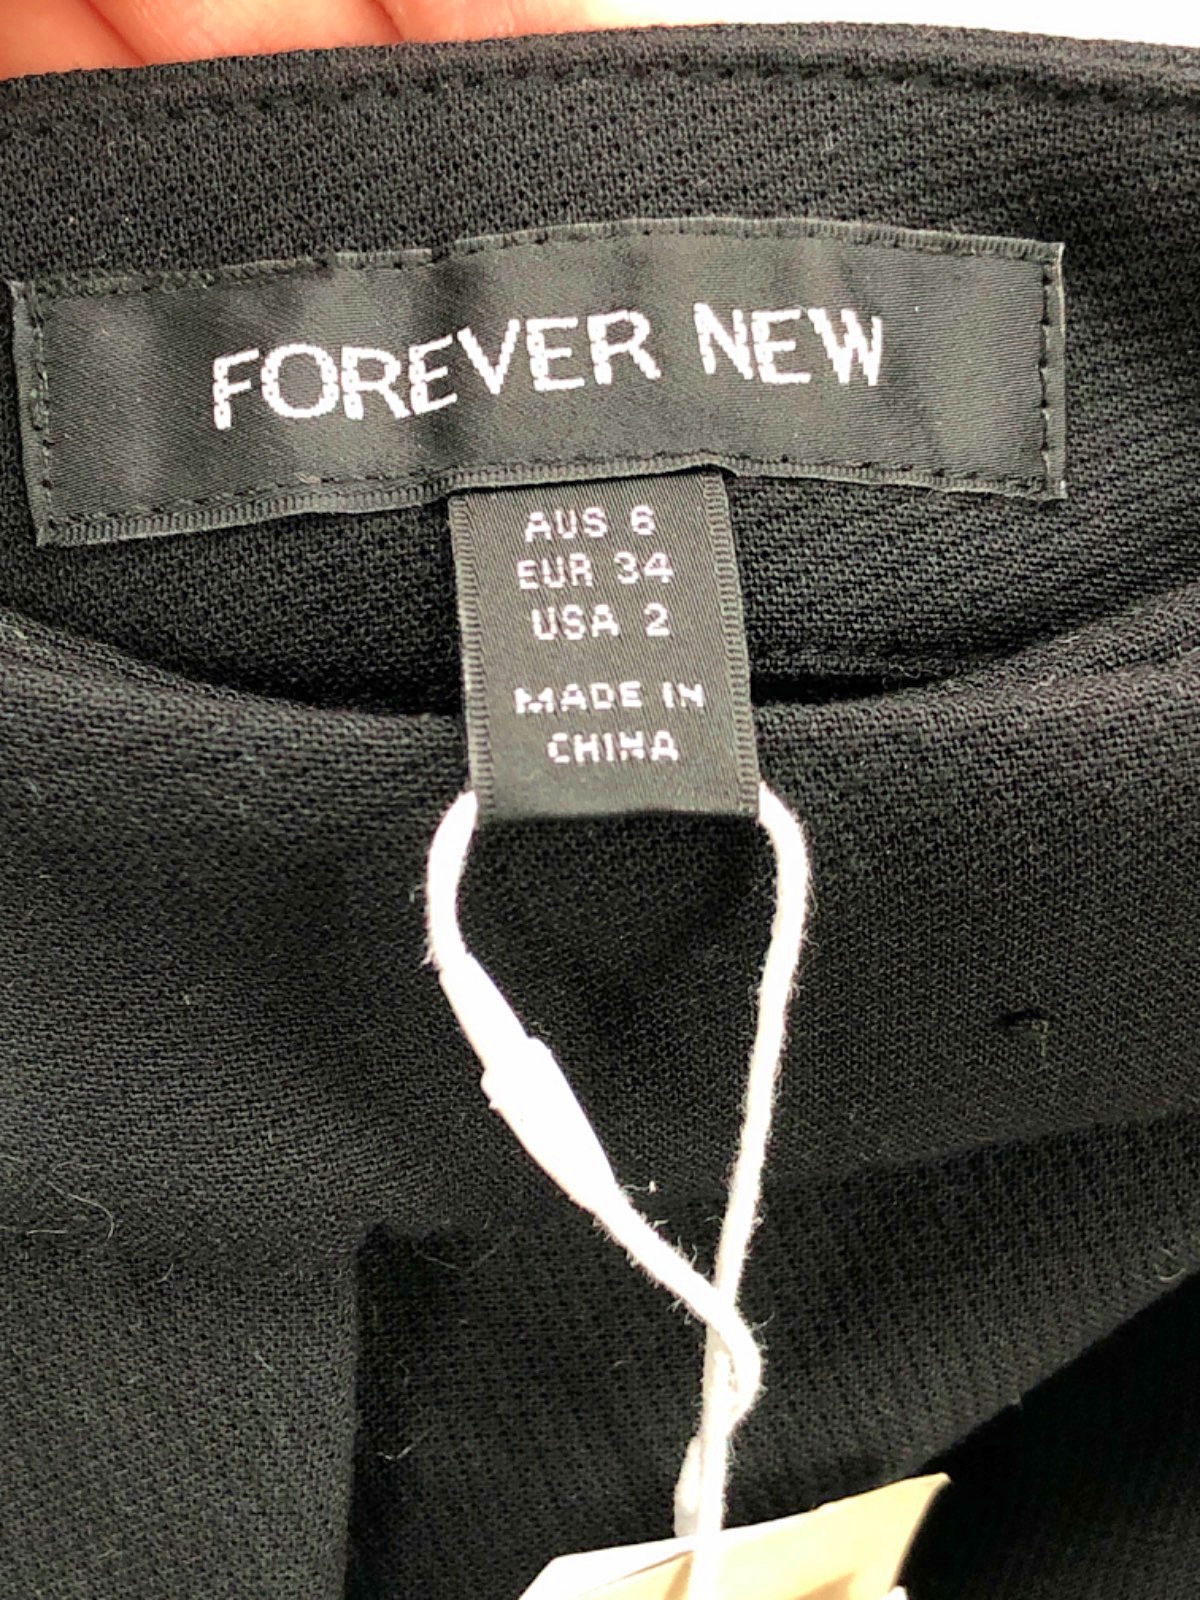 FOREVER NEW
AUS 6
EUR 34
USA 2
MADE IN
CHINA